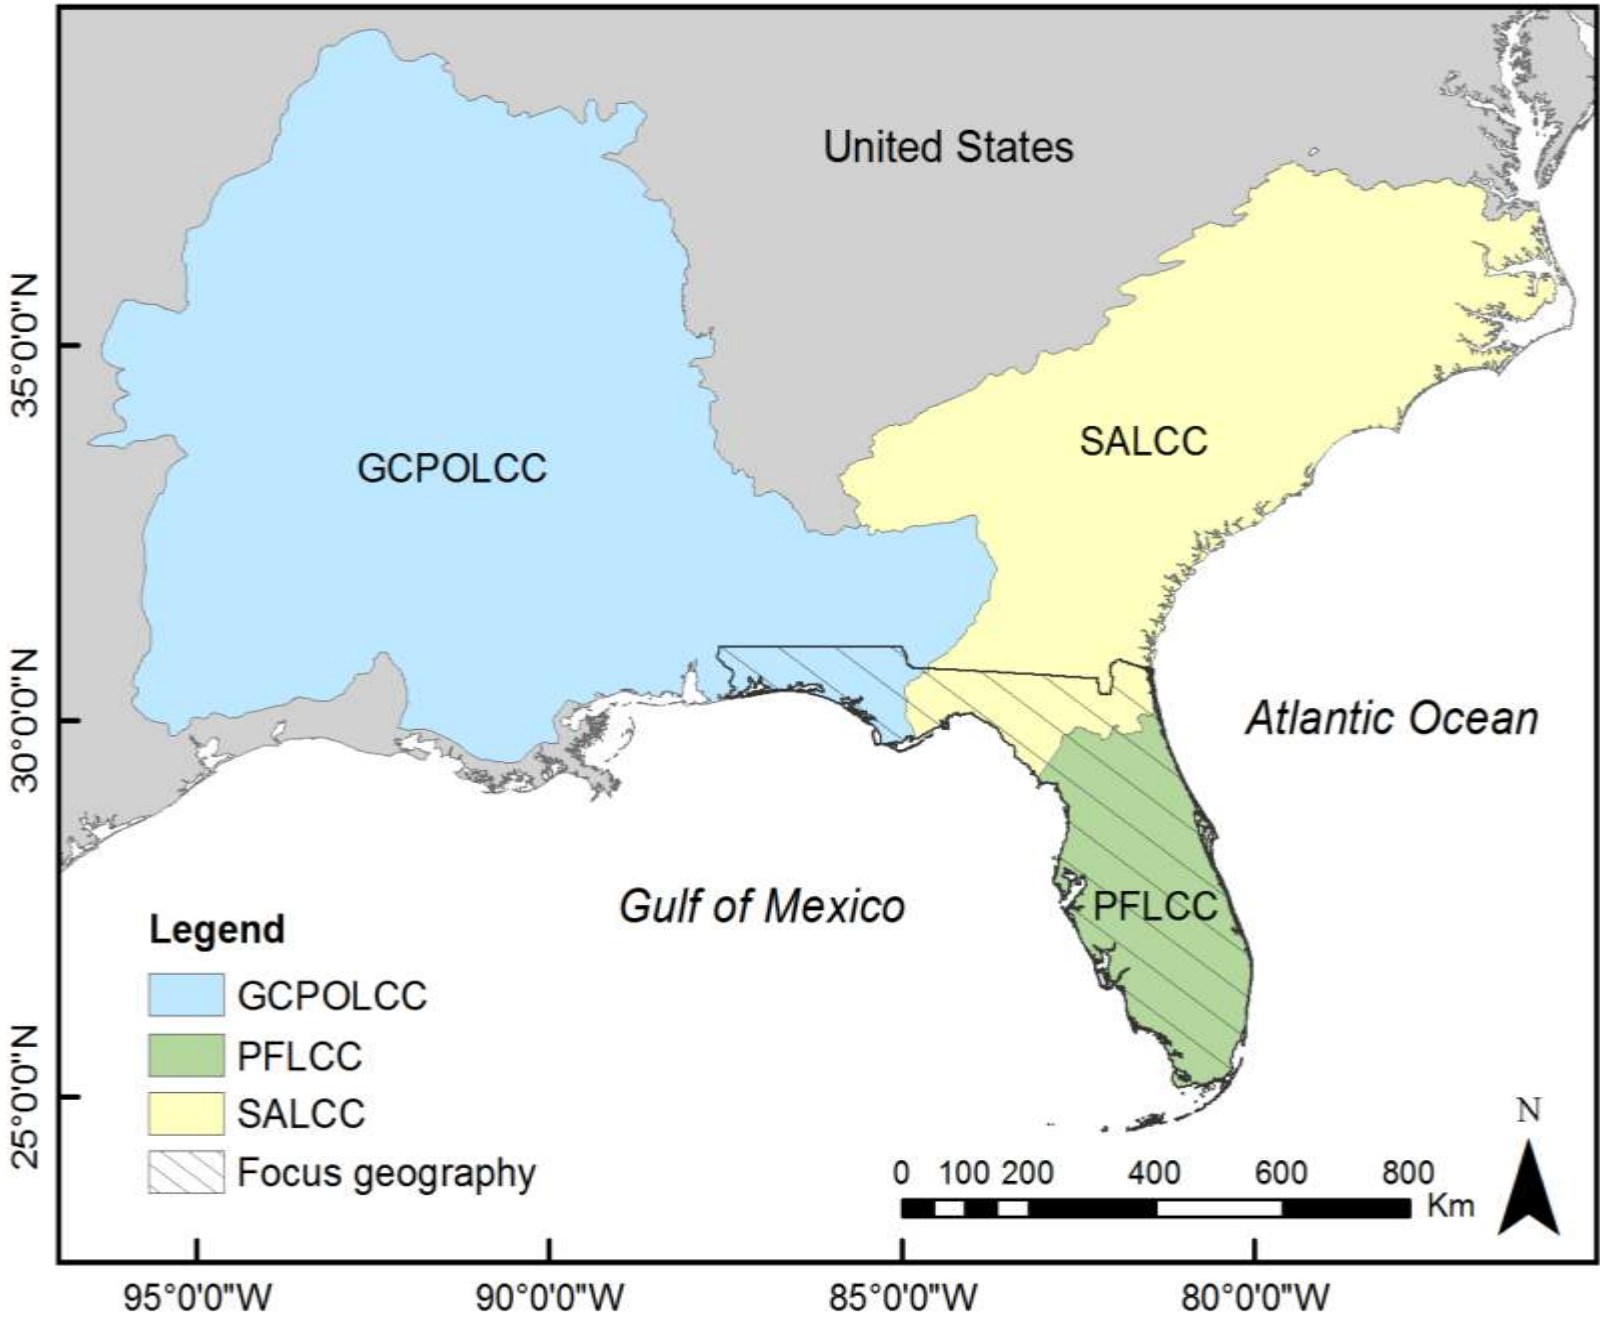 United States
35°0'0"N
SALCC
GCPOLCC
30°0'0"N
Atlantic Ocean
Gulf of Mexico
PFLCC
Legend
GCPOLCC
PFLCC
SALCC
Focus geography
25°0'0"N
N
0 100 200 400 600 800
Km
95°0'0"W 90°0'0"W 85°0'0"W 80°0'0"W